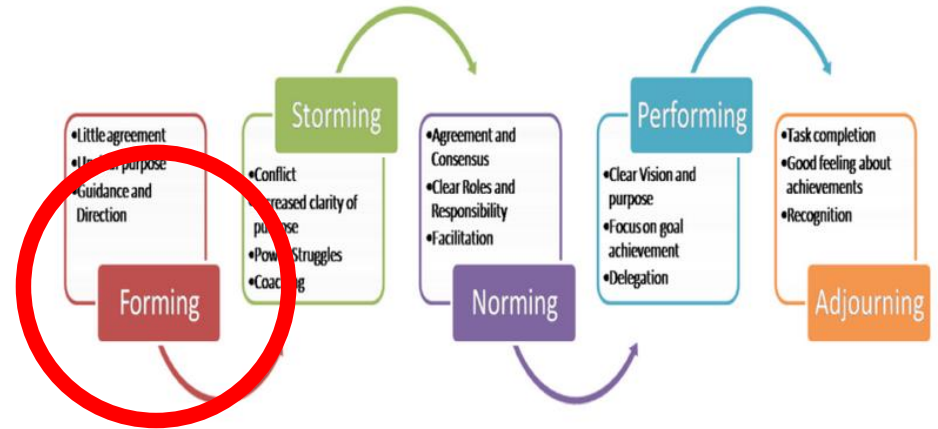 •Little agreement
purpose
•Guidance and
Direction
Forming
Storming
•Conflict
clarity of
•Coaching
•Agreement and
Consensus
•Clear Roles and
Responsibility
•Facilitation
Norming
Performing
•Clear Vision and
purpose
•Focus on goal
achievement
•Delegation
•Task completion
•Good feeling about
achievements
•Recognition
Adjourning